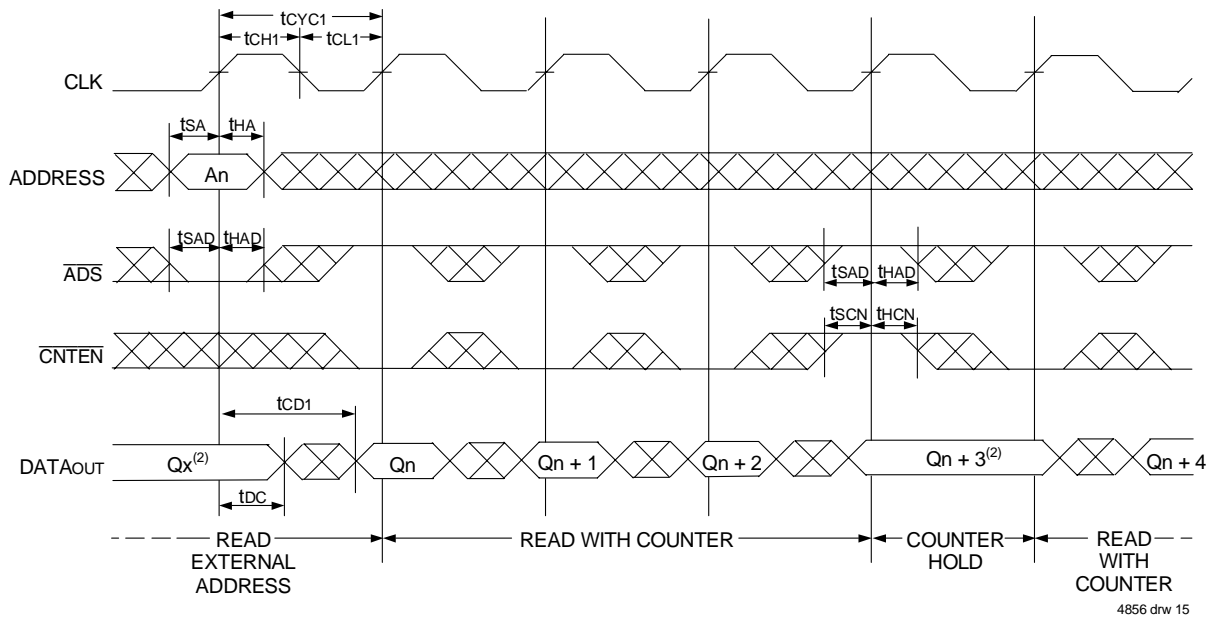 tCYC1
tCH1 tCL1
CLK
tSA tHA
ADDRESS An
tSAD tHAD
ADS
tSAD tHAD
tSCN tHCN
CNTEN
tCD1
DATAOUT Qx(2) Qn Qn + 1 Qn + 2 Qn + 3(2) Qn + 4
tDC
READ EXTERNAL ADDRESS
READ WITH COUNTER
COUNTER HOLD
READ WITH COUNTER
4856 drw 15